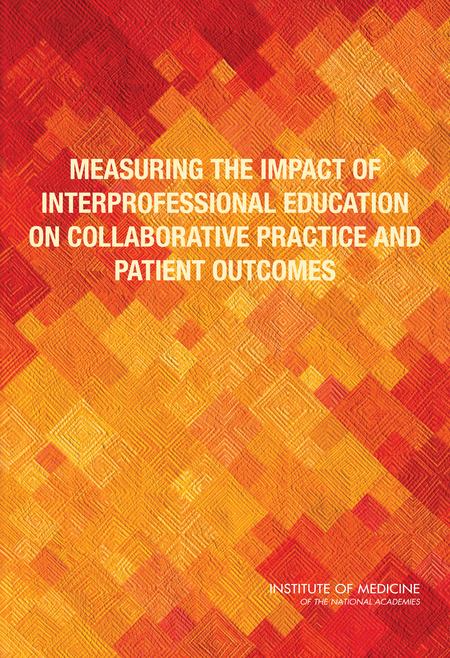 MEASURING THE IMPACT OF
INTERPROFESSIONAL EDUCATION
ON COLLABORATIVE PRACTICE AND
PATIENT OUTCOMES
INSTITUTE OF MEDICINE
OF THE NATIONAL ACADEMIES